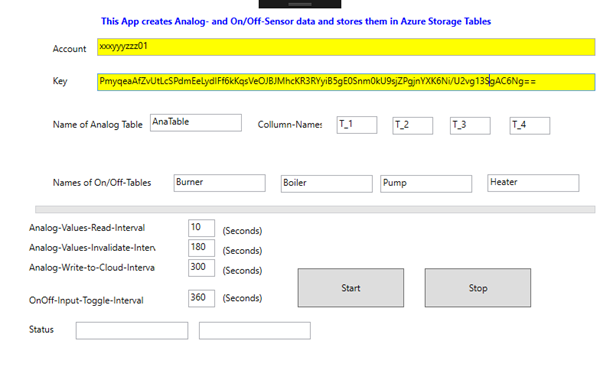 This App creates Analog- and On/Off-Sensor data and stores them in Azure Storage Tables
Account xxxyyyzzz01
Key PmyqeaAfZvUtLcSPdmEeLydIFf6kKqsVeOJBJMhcKR3RYyiB5gE0Snm0kU9sjZPgjnYXK6Ni/U2vg13SgAC6Ng==
Name of Analog Table AnaTable Collumn-Names T_1 T_2 T_3 T_4
Names of On/Off-Tables Burner Boiler Pump Heater
Analog-Values-Read-Interval 10 (Seconds)
Analog-Values-Invalidate-Interv 180 (Seconds)
Analog-Write-to-Cloud-Interva 300 (Seconds)
Start Stop
OnOff-Input-Toggle-Interval 360 (Seconds)
Status